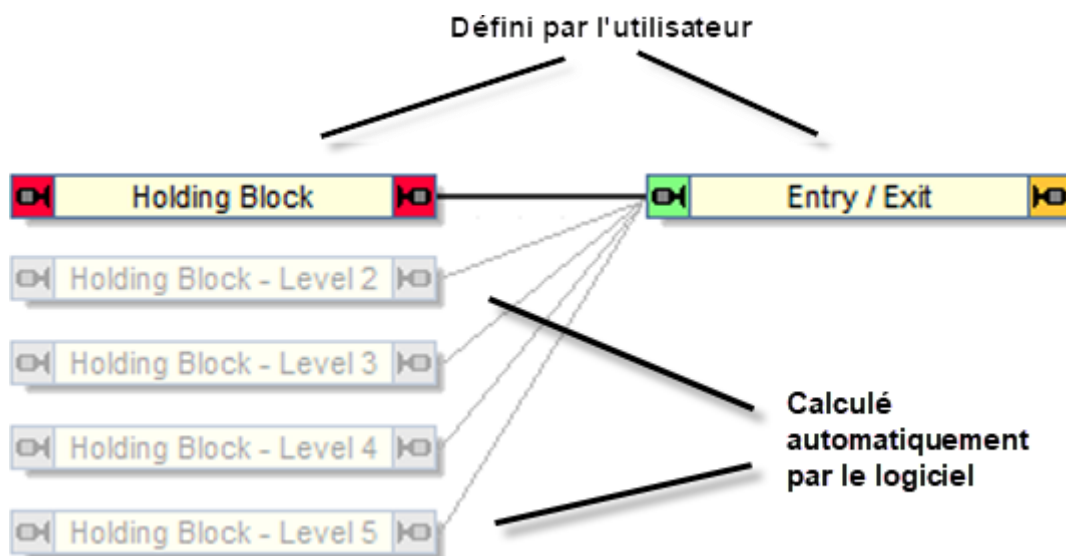 Défini par l'utilisateur
Holding Block
Entry / Exit
Holding Block - Level 2
Holding Block - Level 3
Holding Block - Level 4
Holding Block - Level 5
Calculé
automatiquement
par le logiciel